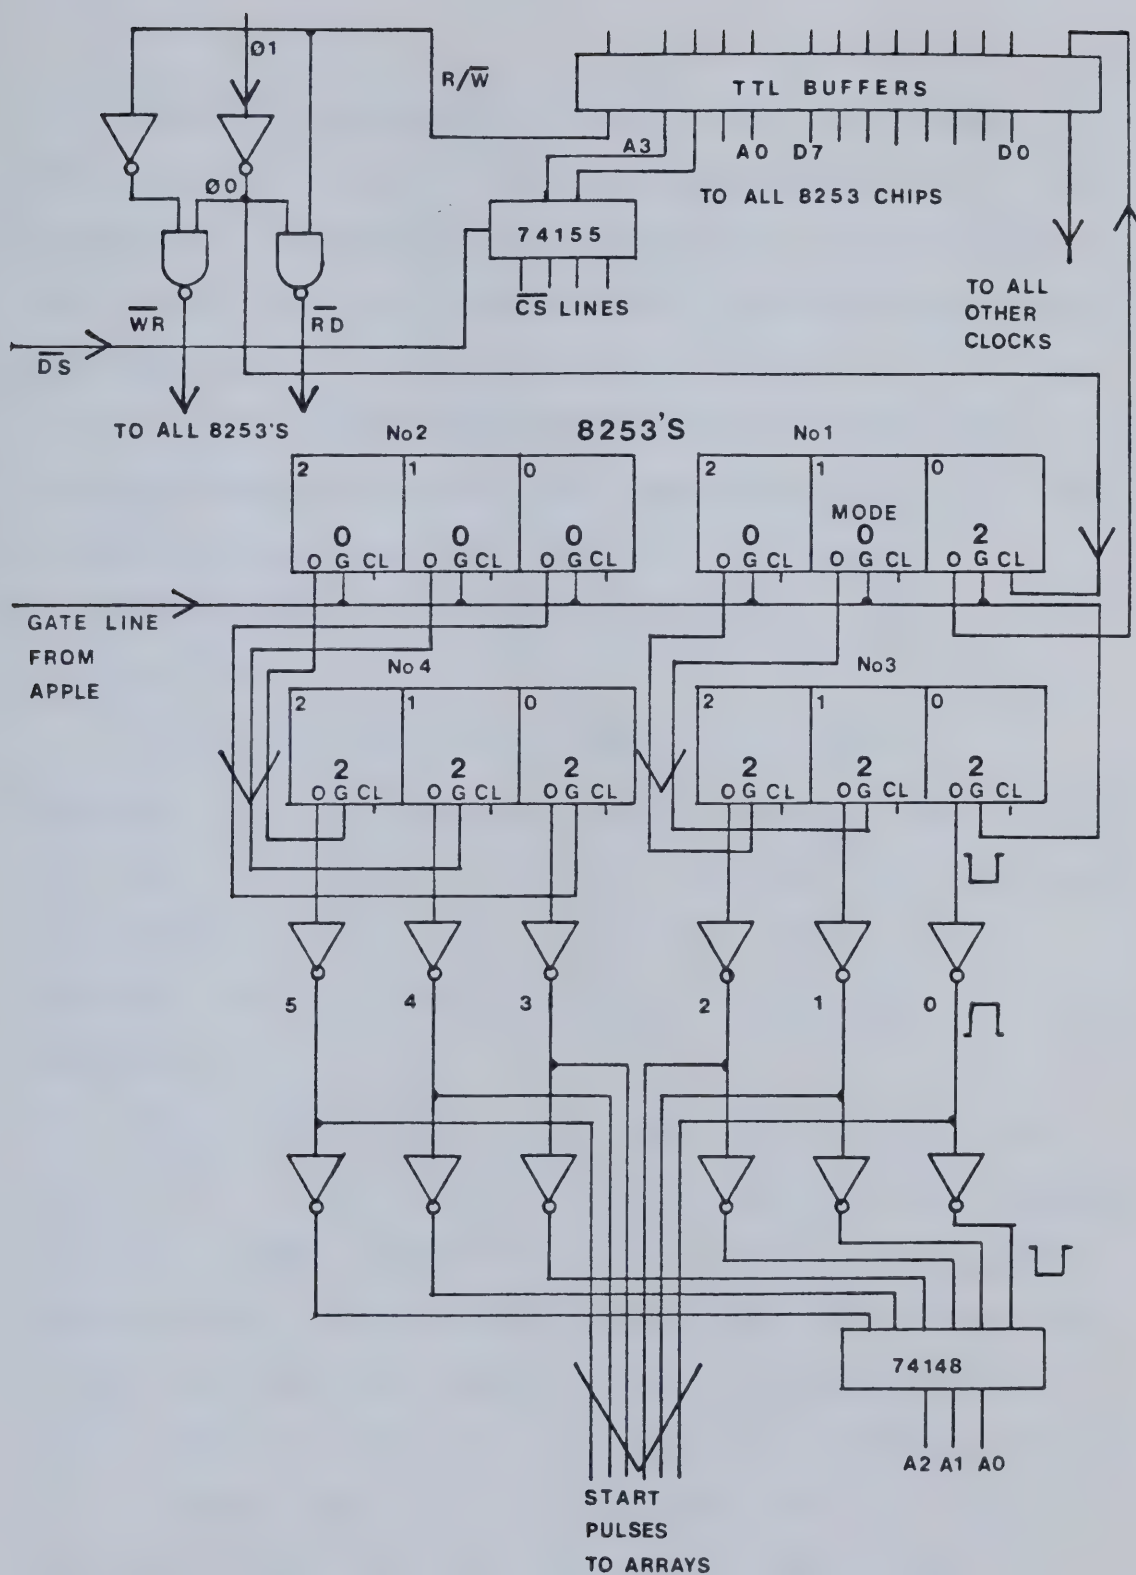 Ø1
R/W̅
TTL BUFFERS
A3
A0 D7 D0
Ø0
TO ALL 8253 CHIPS
74155
C̅S̅ LINES
W̅R̅
R̅D̅
D̅S̅
TO ALL
OTHER
CLOCKS
TO ALL 8253'S
8253'S
No2
2 1 0
0 0 0
O G CL O G CL O G CL
No1
2 1 0
MODE
0 0 2
O G CL O G CL O G CL
GATE LINE
FROM
APPLE
No4
2 1 0
2 2 2
O G CL O G CL O G CL
No3
2 1 0
2 2 2
O G CL O G CL O G CL
5 4 3 2 1 0
74148
A2 A1 A0
START
PULSES
TO ARRAYS